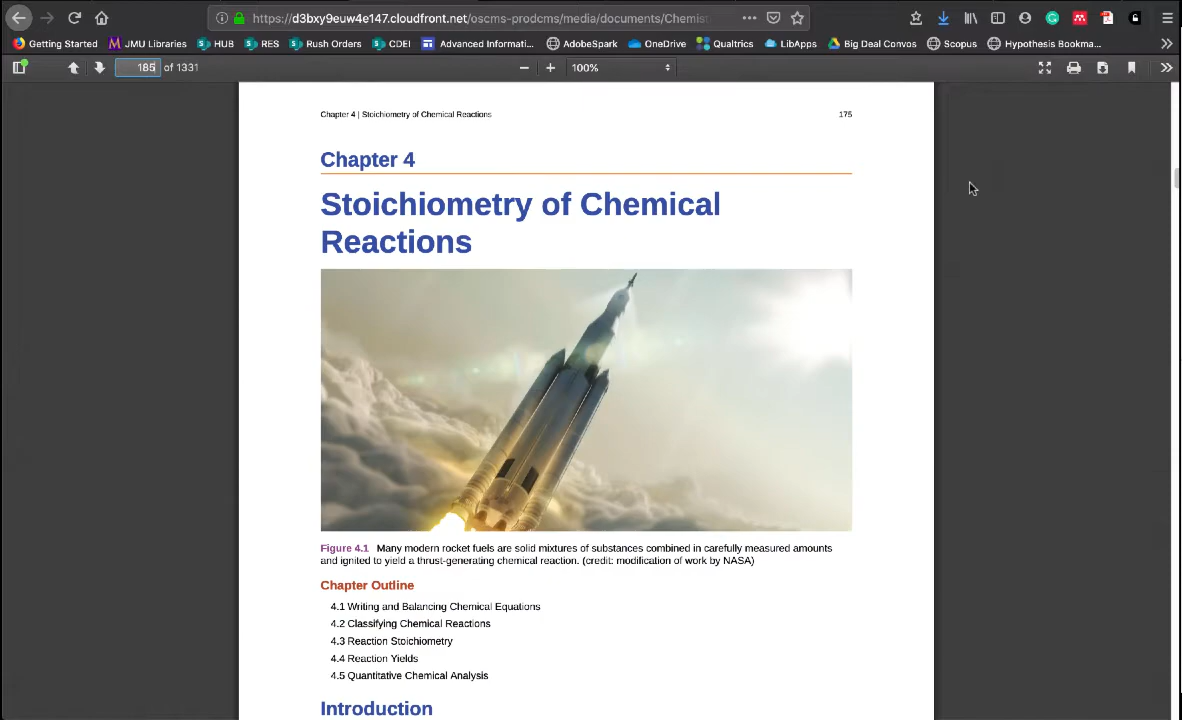 https://d3bxy9euw4e147.cloudfront.net/oscms-prodcms/media/documents/Chemist
Getting Started JMU Libraries HUB RES Rush Orders CDEI Advanced Informati... AdobeSpark OneDrive Qualtrics LibApps Big Deal Convos Scopus Hypothesis Bookma...
185 of 1331 100%
Chapter 4 | Stoichiometry of Chemical Reactions 175
Chapter 4
Stoichiometry of Chemical
Reactions
Figure 4.1 Many modern rocket fuels are solid mixtures of substances combined in carefully measured amounts
and ignited to yield a thrust-generating chemical reaction. (credit: modification of work by NASA)
Chapter Outline
4.1 Writing and Balancing Chemical Equations
4.2 Classifying Chemical Reactions
4.3 Reaction Stoichiometry
4.4 Reaction Yields
4.5 Quantitative Chemical Analysis
Introduction